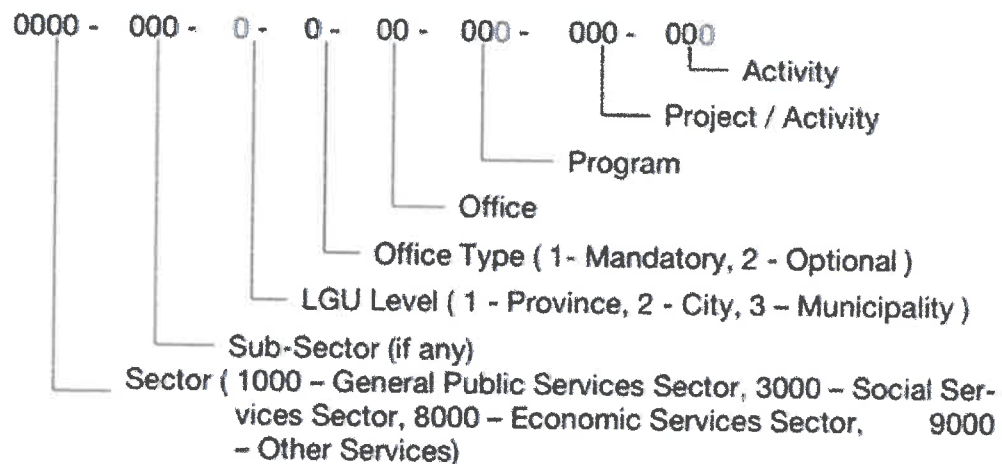 0000 - 000 - 0 - 0 - 00 - 000 - 000 - 000
Activity
Project / Activity
Program
Office
Office Type ( 1- Mandatory, 2 - Optional )
LGU Level ( 1 - Province, 2 - City, 3 – Municipality )
Sub-Sector (if any)
Sector ( 1000 – General Public Services Sector, 3000 – Social Ser-
vices Sector, 8000 – Economic Services Sector, 9000
– Other Services)